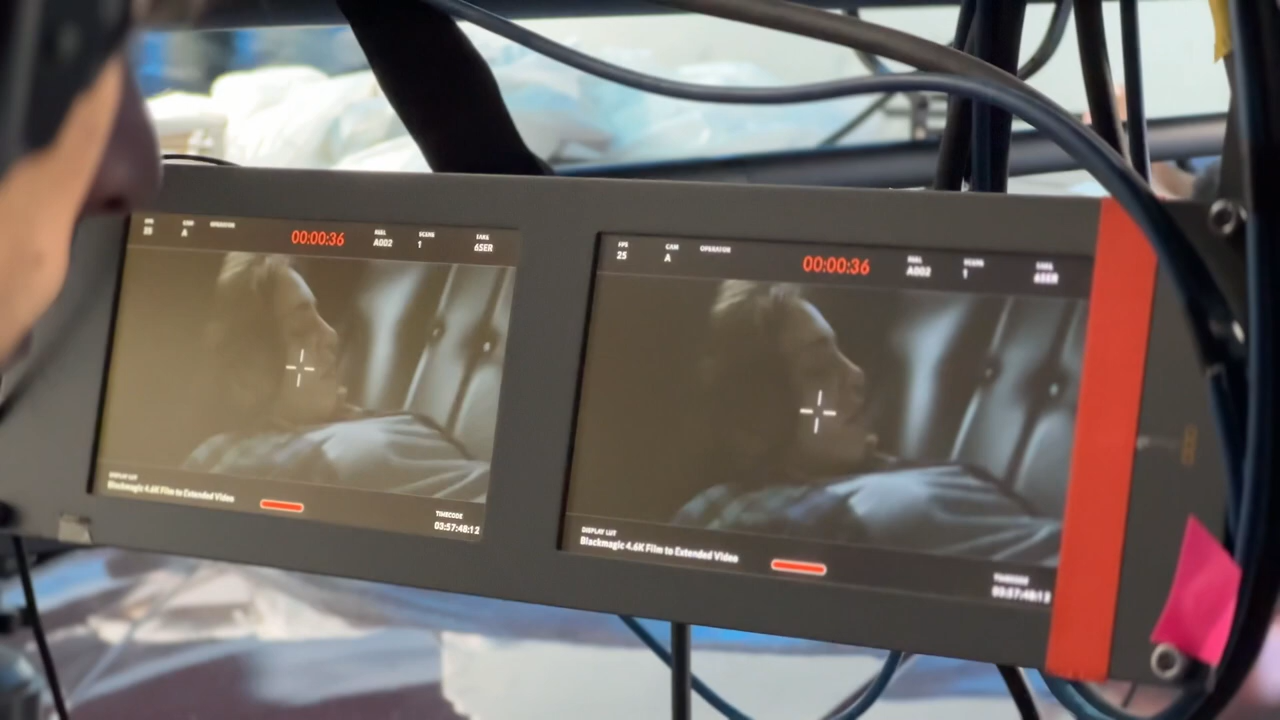 FPS CAM OPERATOR REEL SCENE TAKE
25 A 00:00:36 A002 1 6SER
DISPLAY LUT
Blackmagic 4.6K Film to Extended Video
TIMECODE
03:57:48:12
FPS CAM OPERATOR REEL SCENE TAKE
25 A 00:00:36 A002 1 6SER
DISPLAY LUT
Blackmagic 4.6K Film to Extended Video
TIMECODE
03:57:48:12